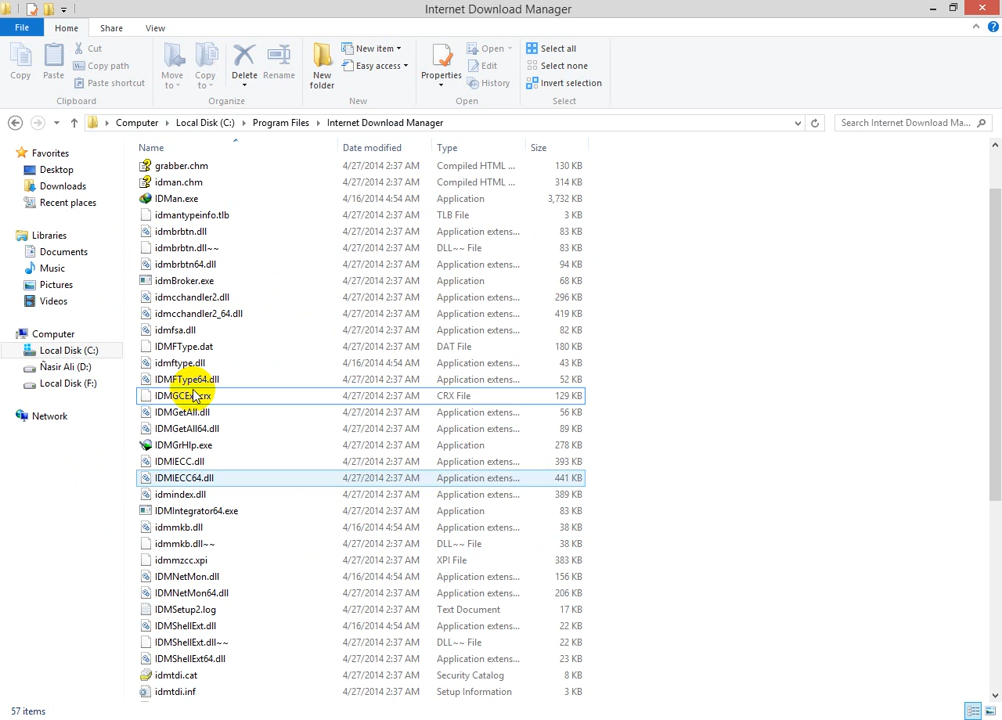 Internet Download Manager
File Home Share View
Copy Paste Cut Copy path Paste shortcut Move to Copy to Delete Rename New folder New item Easy access Properties Open Edit History Select all Select none Invert selection
Clipboard Organize New Open Select
Computer Local Disk (C:) Program Files Internet Download Manager Search Internet Download Ma...
Name Date modified Type Size
Favorites
Desktop
Downloads
Recent places
Libraries
Documents
Music
Pictures
Videos
Computer
Local Disk (C:)
Ñasir Ali (D:)
Local Disk (F:)
Network
grabber.chm 4/27/2014 2:37 AM Compiled HTML ... 130 KB
idman.chm 4/27/2014 2:37 AM Compiled HTML ... 314 KB
IDMan.exe 4/16/2014 4:54 AM Application 3,732 KB
idmantypeinfo.tlb 4/27/2014 2:37 AM TLB File 3 KB
idmbrbtn.dll 4/27/2014 2:37 AM Application extens... 83 KB
idmbrbtn.dll~~ 4/27/2014 2:37 AM DLL~~ File 83 KB
idmbrbtn64.dll 4/27/2014 2:37 AM Application extens... 94 KB
idmBroker.exe 4/27/2014 2:37 AM Application 68 KB
idmcchandler2.dll 4/27/2014 2:37 AM Application extens... 296 KB
idmcchandler2_64.dll 4/27/2014 2:37 AM Application extens... 419 KB
idmfsa.dll 4/27/2014 2:37 AM Application extens... 82 KB
IDMFType.dat 4/27/2014 2:37 AM DAT File 180 KB
idmftype.dll 4/16/2014 4:54 AM Application extens... 43 KB
IDMFType64.dll 4/27/2014 2:37 AM Application extens... 52 KB
4/27/2014 2:37 AM CRX File 129 KB
IDMGetAll.dll 4/27/2014 2:37 AM Application extens... 56 KB
IDMGetAll64.dll 4/27/2014 2:37 AM Application extens... 89 KB
IDMGrHlp.exe 4/27/2014 2:37 AM Application 278 KB
IDMIECC.dll 4/27/2014 2:37 AM Application extens... 393 KB
IDMIECC64.dll 4/27/2014 2:37 AM Application extens... 441 KB
idmindex.dll 4/27/2014 2:37 AM Application extens... 389 KB
IDMIntegrator64.exe 4/27/2014 2:37 AM Application 83 KB
idmmkb.dll 4/16/2014 4:54 AM Application extens... 38 KB
idmmkb.dll~~ 4/27/2014 2:37 AM DLL~~ File 38 KB
idmmzcc.xpi 4/27/2014 2:37 AM XPI File 383 KB
IDMNetMon.dll 4/16/2014 4:54 AM Application extens... 156 KB
IDMNetMon64.dll 4/27/2014 2:37 AM Application extens... 206 KB
IDMSetup2.log 4/27/2014 2:37 AM Text Document 17 KB
IDMShellExt.dll 4/16/2014 4:54 AM Application extens... 22 KB
IDMShellExt.dll~~ 4/27/2014 2:37 AM DLL~~ File 22 KB
IDMShellExt64.dll 4/27/2014 2:37 AM Application extens... 23 KB
idmtdi.cat 4/27/2014 2:37 AM Security Catalog 8 KB
idmtdi.inf 4/27/2014 2:37 AM Setup Information 3 KB
57 items